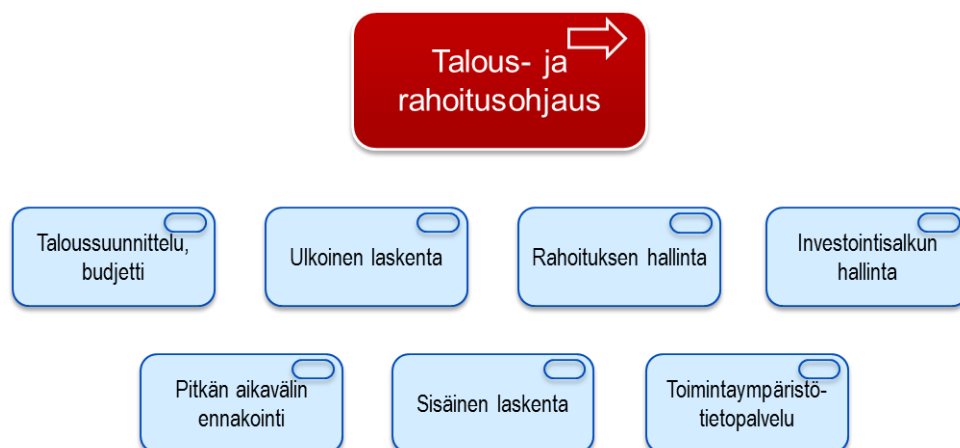 Talous- ja
rahoitusohjaus
Taloussuunnittelu,
budjetti
Ulkoinen laskenta
Rahoituksen hallinta
Investointisalkun
hallinta
Pitkän aikavälin
ennakointi
Sisäinen laskenta
Toimintaympäristö-
tietopalvelu